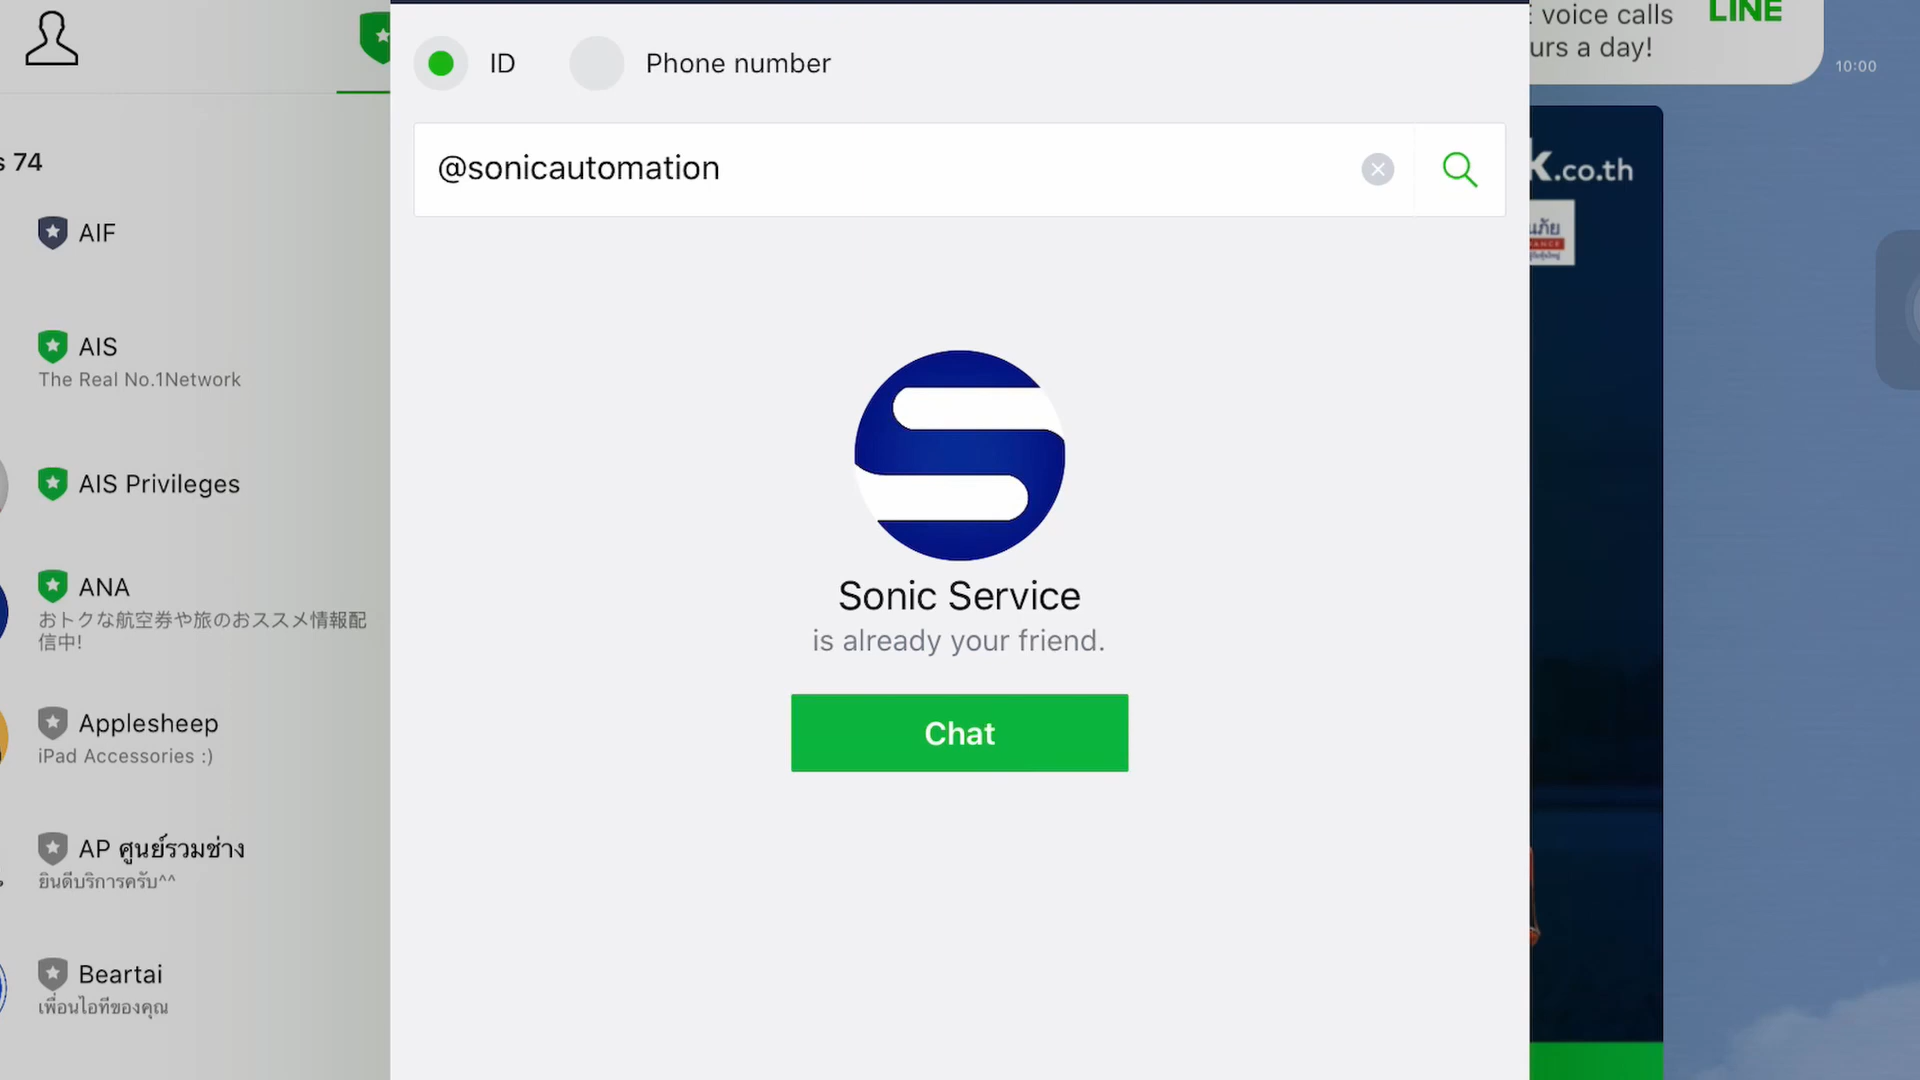 ID
Phone number
@sonicautomation
Sonic Service
is already your friend.
Chat
74
AIF
AIS
The Real No.1Network
AIS Privileges
ANA
おトクな航空券や旅のおススメ情報配
信中!
Applesheep
iPad Accessories :)
AP ศูนย์รวมช่าง
ยินดีบริการครับ^^
Beartai
เพื่อนไอทีของคุณ
voice calls
urs a day!
LINE
10:00
k.co.th